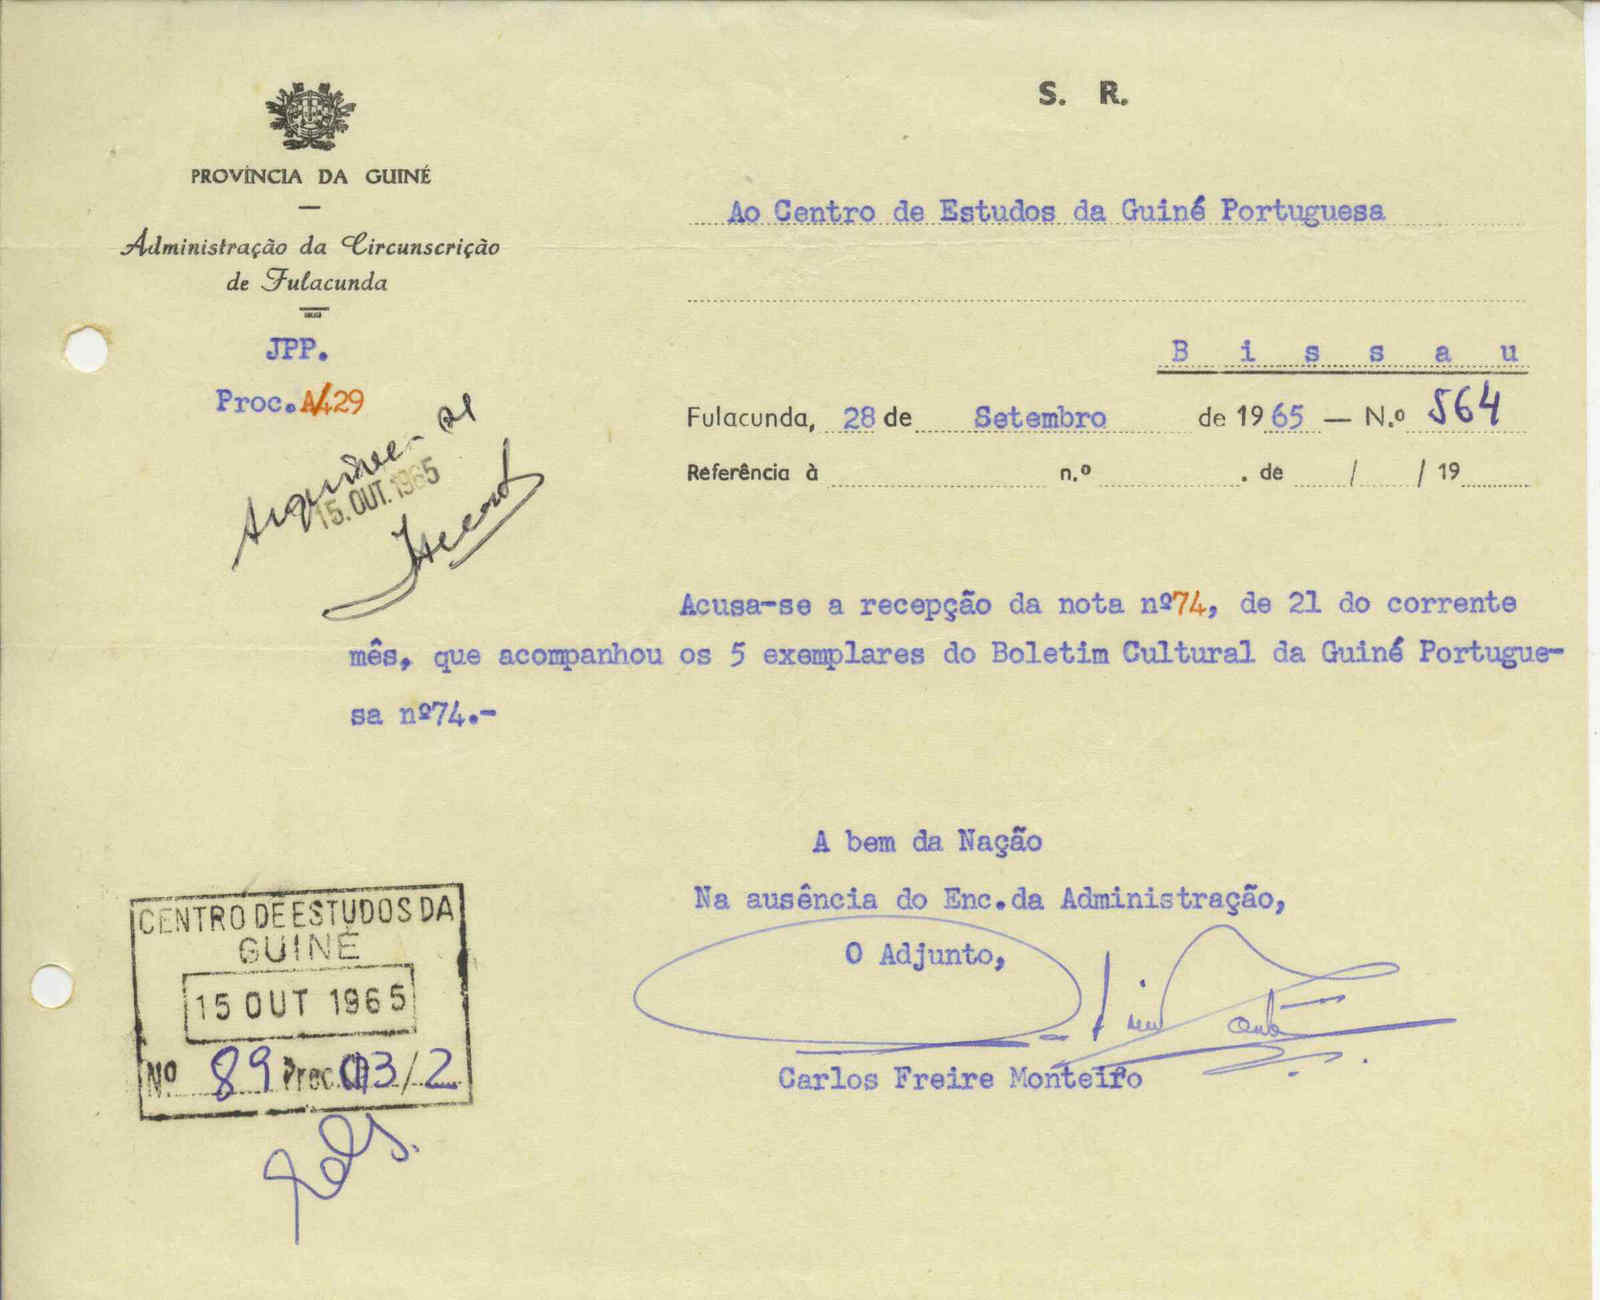 S. R.
PROVÍNCIA DA GUINÉ
Administração da Circunscrição
de Fulacunda
JPP.
Proc.A/429
Ao Centro de Estudos da Guiné Portuguesa
Bissau
Fulacunda, 28 de Setembro de 1965 — N.º 564
Referência à n.º . de / / 19
15. OUT. 1965
Acusa-se a recepção da nota nº74, de 21 do corrente
mês, que acompanhou os 5 exemplares do Boletim Cultural da Guiné Portugue-
sa nº74.-
A bem da Nação
Na ausência do Enc.da Administração,
O Adjunto,
Carlos Freire Monteiro
CENTRO DE ESTUDOS DA
GUINÉ
15 OUT 1965
Nº 89 Proc. 13/2